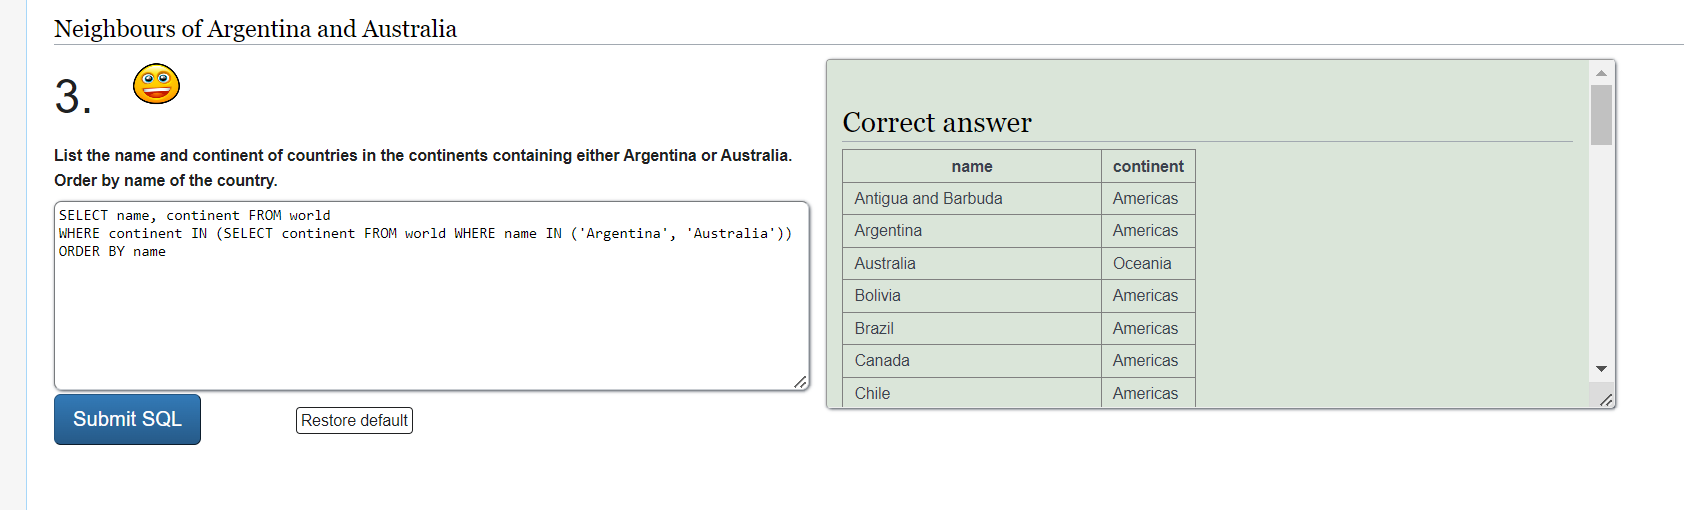 Neighbours of Argentina and Australia
3.
List the name and continent of countries in the continents containing either Argentina or Australia.
Order by name of the country.
SELECT name, continent FROM world
WHERE continent IN (SELECT continent FROM world WHERE name IN ('Argentina', 'Australia'))
ORDER BY name
Submit SQL
Restore default
Correct answer
name continent
Antigua and Barbuda Americas
Argentina Americas
Australia Oceania
Bolivia Americas
Brazil Americas
Canada Americas
Chile Americas